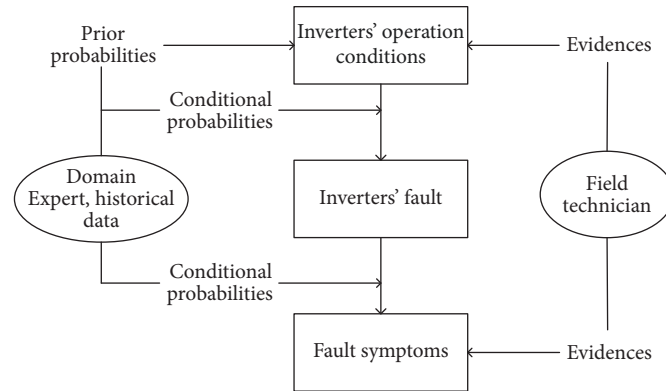 Prior
probabilities
Inverters' operation
conditions
Evidences
Conditional
probabilities
Domain
Expert, historical
data
Inverters' fault
Field
technician
Conditional
probabilities
Fault symptoms
Evidences